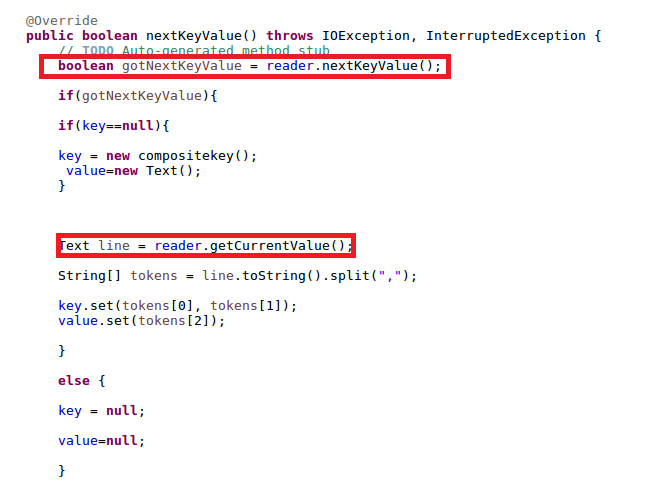 @Override
public boolean nextKeyValue() throws IOException, InterruptedException {
// TODO Auto-generated method stub
boolean gotNextKeyValue = reader.nextKeyValue();
if(gotNextKeyValue){
if(key==null){
key = new compositekey();
value=new Text();
}
Text line = reader.getCurrentValue();
String[] tokens = line.toString().split(",");
key.set(tokens[0], tokens[1]);
value.set(tokens[2]);
}
else {
key = null;
value=null;
}